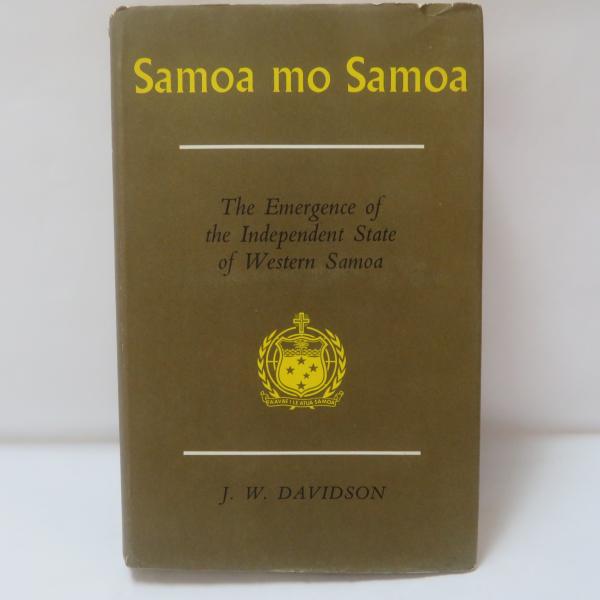 Samoa mo Samoa
The Emergence of
the Independent State
of Western Samoa
FAAVAE I LE ATUA SAMOA
J. W. DAVIDSON